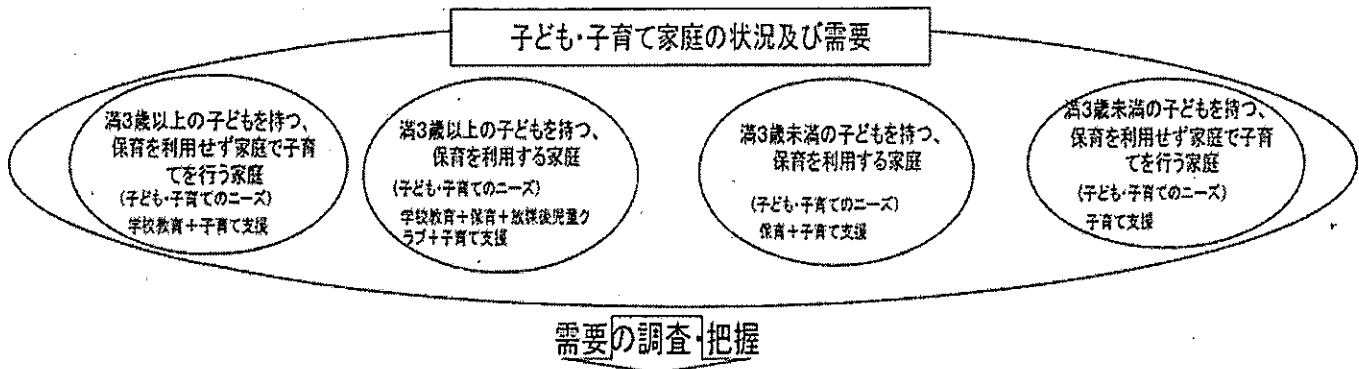 子ども・子育て家庭の状況及び需要
満3歳以上の子どもを持つ、
保育を利用せず家庭で子育
てを行う家庭
(子ども・子育てのニーズ)
学校教育＋子育て支援
満3歳以上の子どもを持つ、
保育を利用する家庭
(子ども・子育てのニーズ)
学校教育＋保育＋放課後児童ク
ラブ＋子育て支援
満3歳未満の子どもを持つ、
保育を利用する家庭
(子ども・子育てのニーズ)
保育＋子育て支援
満3歳未満の子どもを持つ、
保育を利用せず家庭で子育
てを行う家庭
(子ども・子育てのニーズ)
子育て支援
需要の調査・把握